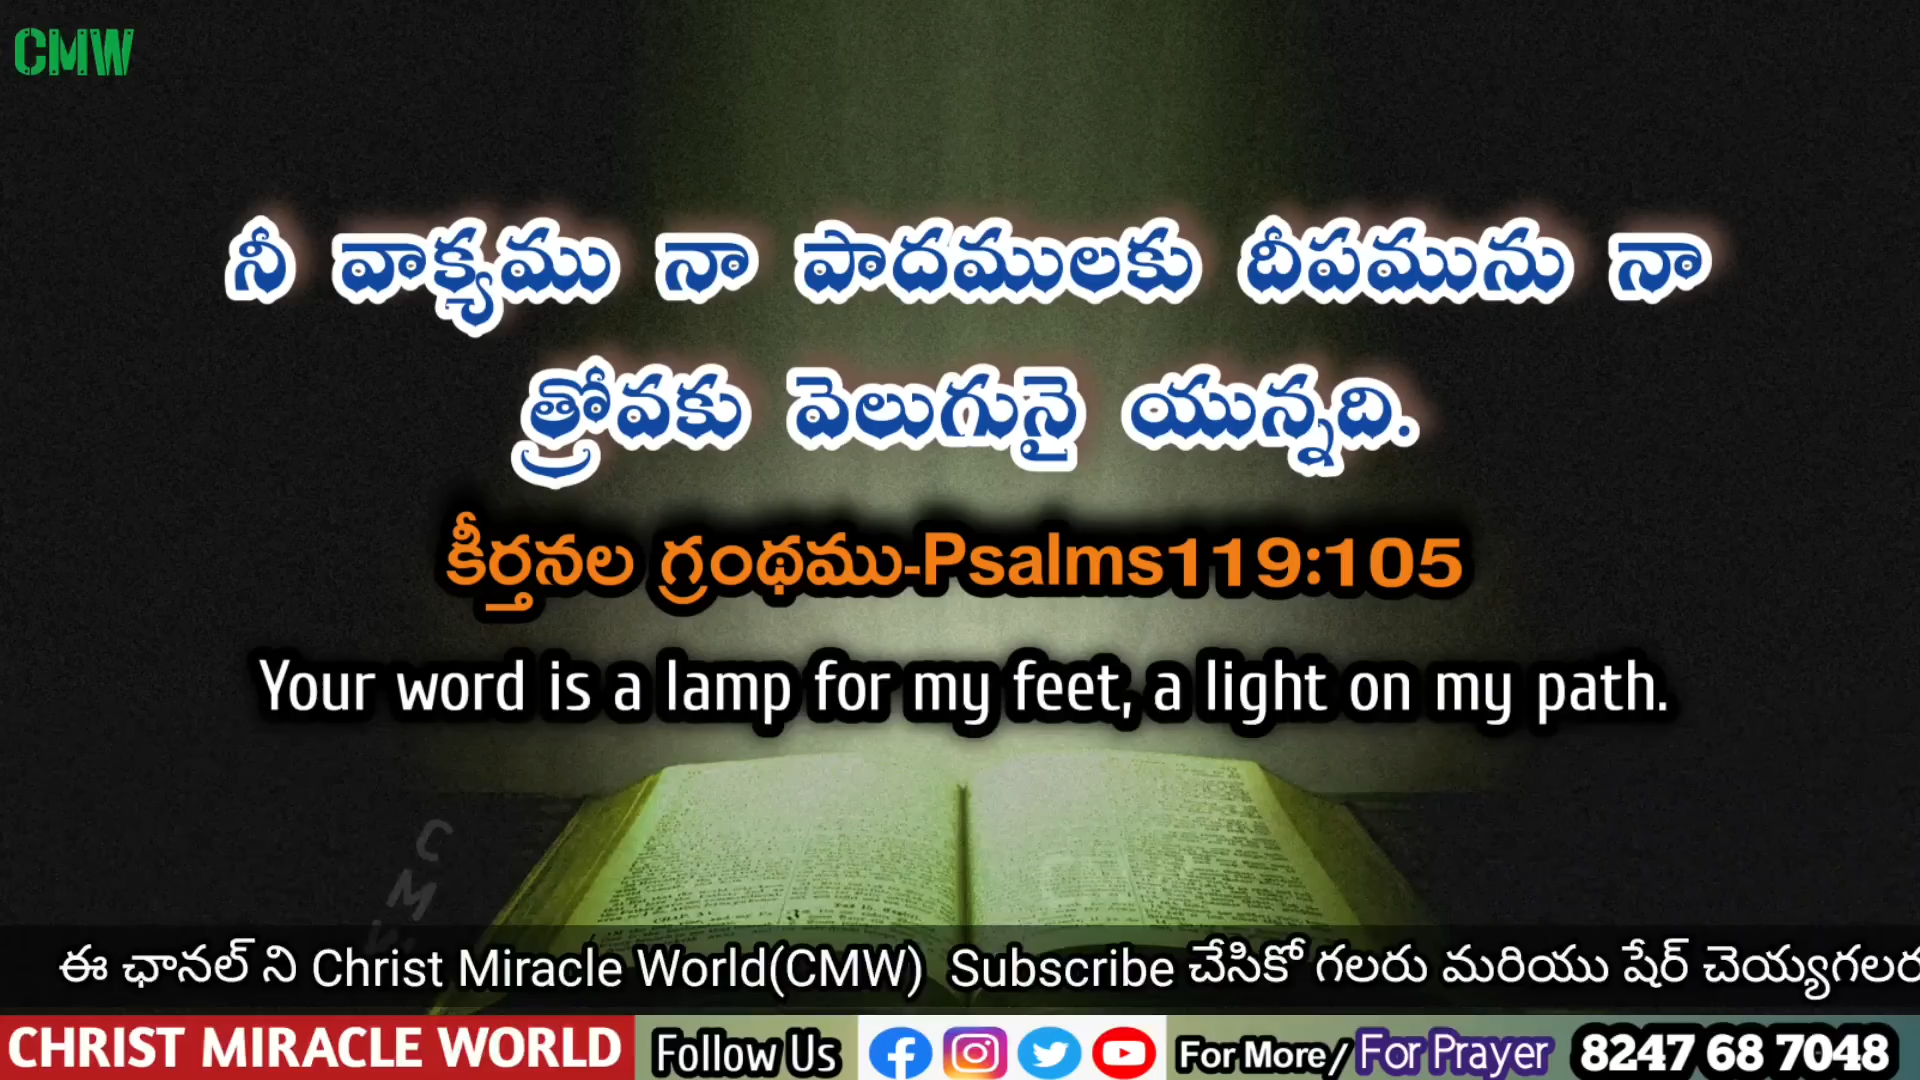 CMW
నీ వాక్యము నా పాదములకు దీపమును నా
త్రోవకు వెలుగునై యున్నది.
కీర్తనల గ్రంథము-Psalms119:105
Your word is a lamp for my feet, a light on my path.
C
M
ఈ ఛానల్ ని Christ Miracle World(CMW) Subscribe చేసికో గలరు మరియు షేర్ చెయ్యగలర
CHRIST MIRACLE WORLD Follow Us For More/ For Prayer 8247 68 7048